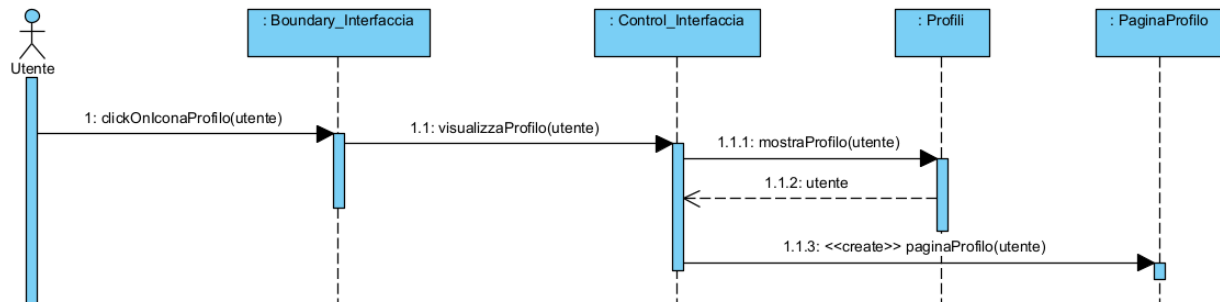 : Boundary_Interfaccia
: Control_Interfaccia
: Profili
: PaginaProfilo
Utente
1: clickOnIconaProfilo(utente)
1.1: visualizzaProfilo(utente)
1.1.1: mostraProfilo(utente)
1.1.2: utente
1.1.3: <<create>> paginaProfilo(utente)